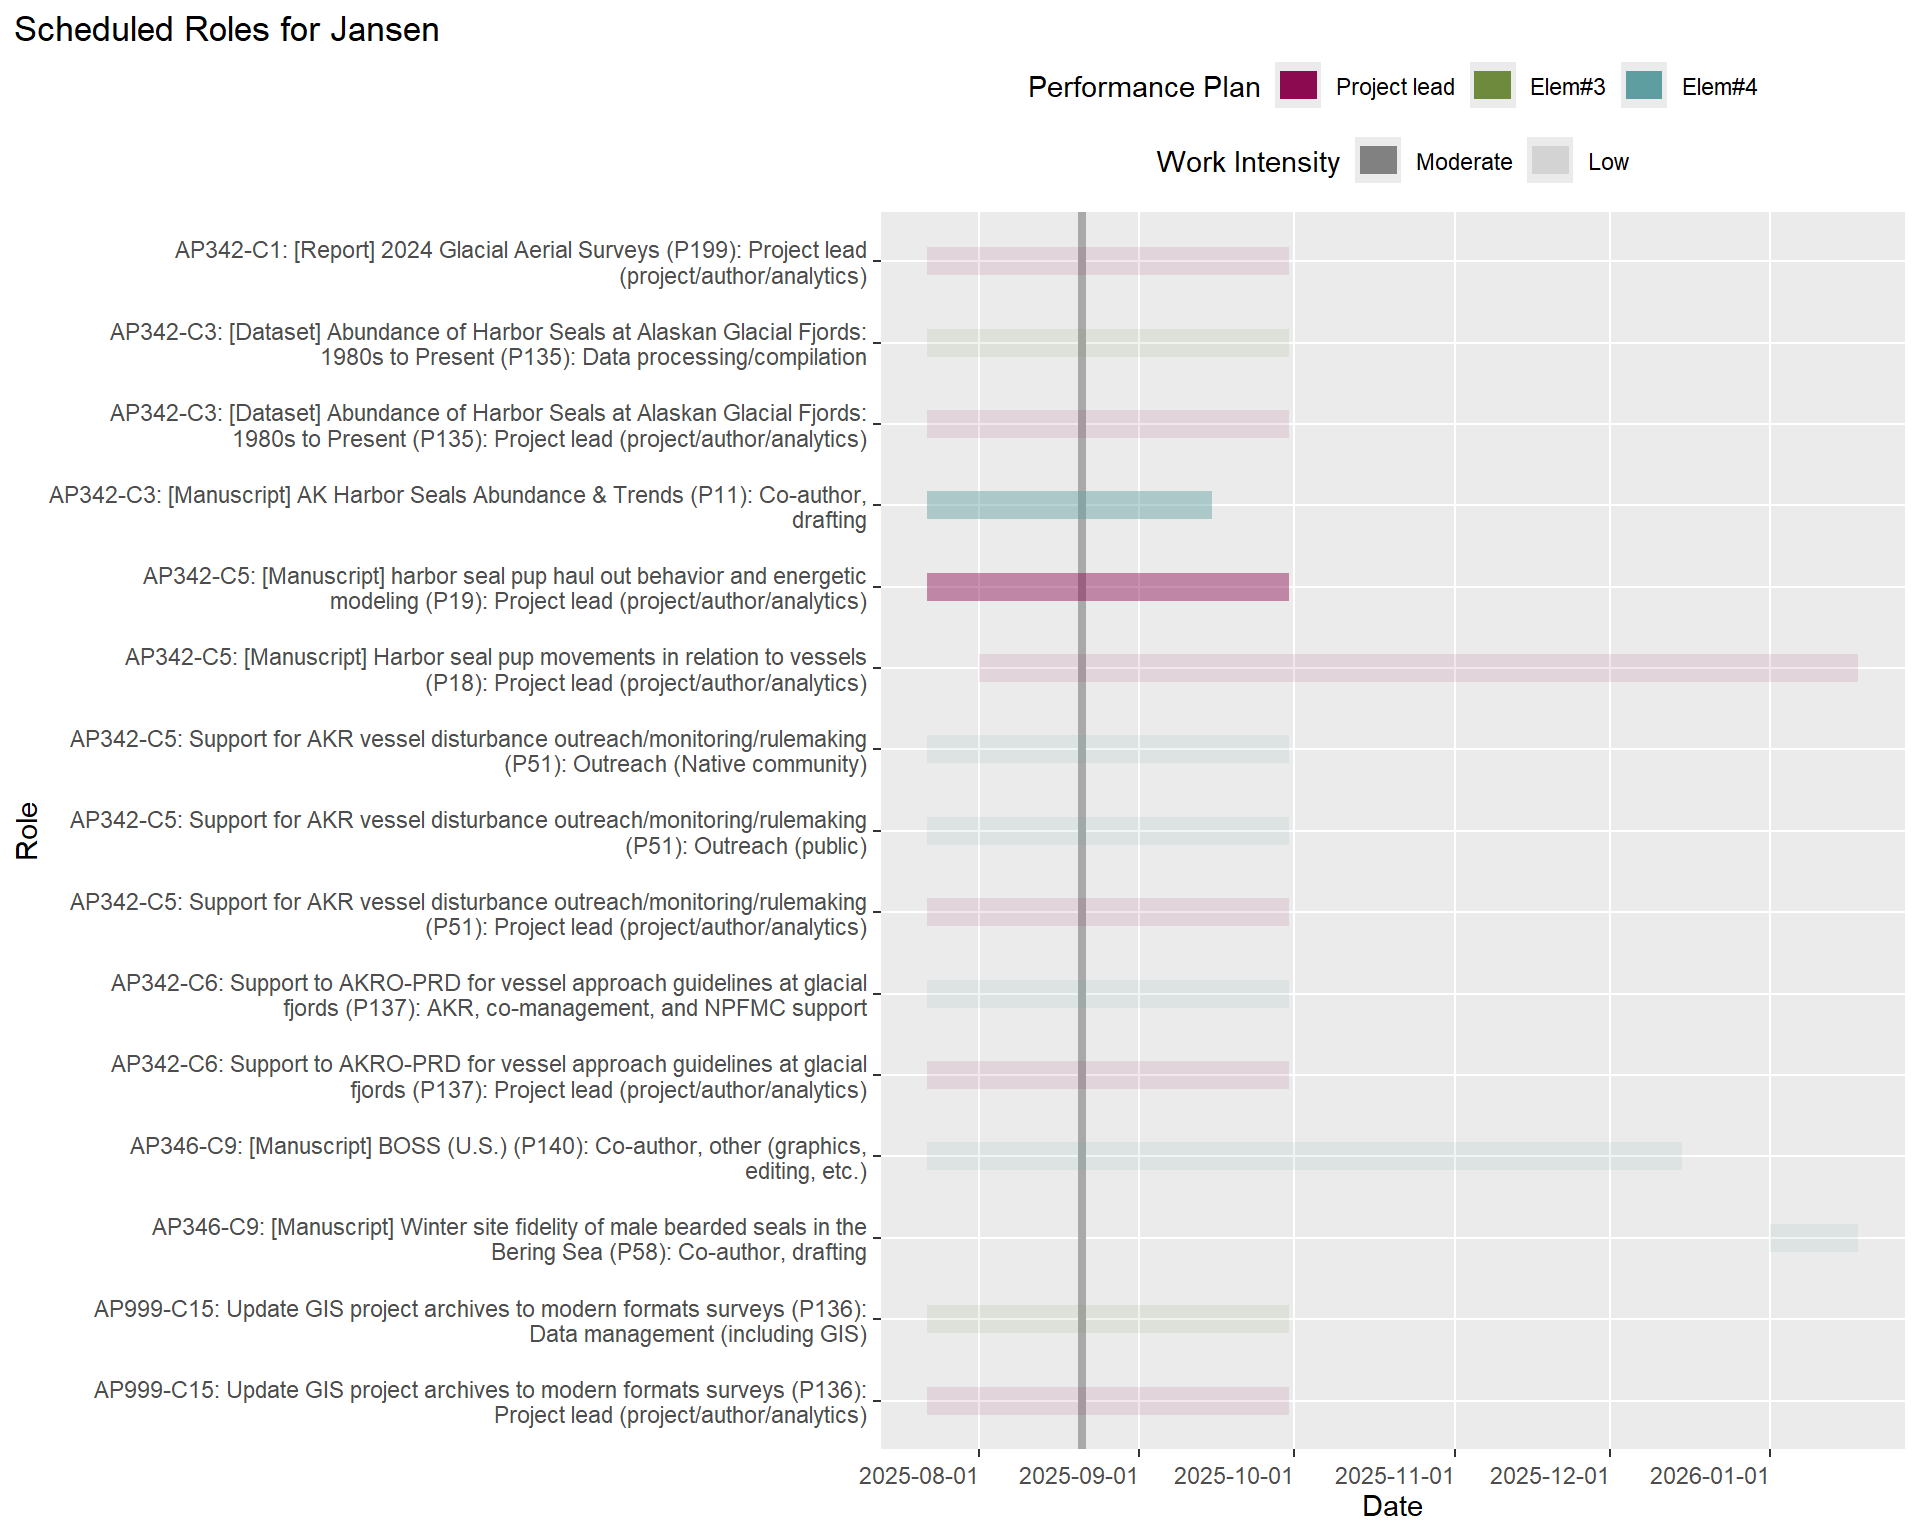 Scheduled Roles for Jansen
Performance Plan Project lead Elem#3 Elem#4
Work Intensity Moderate Low
AP342-C1: [Report] 2024 Glacial Aerial Surveys (P199): Project lead
(project/author/analytics)
AP342-C3: [Dataset] Abundance of Harbor Seals at Alaskan Glacial Fjords:
1980s to Present (P135): Data processing/compilation
AP342-C3: [Dataset] Abundance of Harbor Seals at Alaskan Glacial Fjords:
1980s to Present (P135): Project lead (project/author/analytics)
AP342-C3: [Manuscript] AK Harbor Seals Abundance & Trends (P11): Co-author,
drafting
AP342-C5: [Manuscript] harbor seal pup haul out behavior and energetic
modeling (P19): Project lead (project/author/analytics)
AP342-C5: [Manuscript] Harbor seal pup movements in relation to vessels
(P18): Project lead (project/author/analytics)
AP342-C5: Support for AKR vessel disturbance outreach/monitoring/rulemaking
(P51): Outreach (Native community)
AP342-C5: Support for AKR vessel disturbance outreach/monitoring/rulemaking
(P51): Outreach (public)
AP342-C5: Support for AKR vessel disturbance outreach/monitoring/rulemaking
(P51): Project lead (project/author/analytics)
AP342-C6: Support to AKRO-PRD for vessel approach guidelines at glacial
fjords (P137): AKR, co-management, and NPFMC support
AP342-C6: Support to AKRO-PRD for vessel approach guidelines at glacial
fjords (P137): Project lead (project/author/analytics)
AP346-C9: [Manuscript] BOSS (U.S.) (P140): Co-author, other (graphics,
editing, etc.)
AP346-C9: [Manuscript] Winter site fidelity of male bearded seals in the
Bering Sea (P58): Co-author, drafting
AP999-C15: Update GIS project archives to modern formats surveys (P136):
Data management (including GIS)
AP999-C15: Update GIS project archives to modern formats surveys (P136):
Project lead (project/author/analytics)
Role
2025-08-01 2025-09-01 2025-10-01 2025-11-01 2025-12-01 2026-01-01
Date